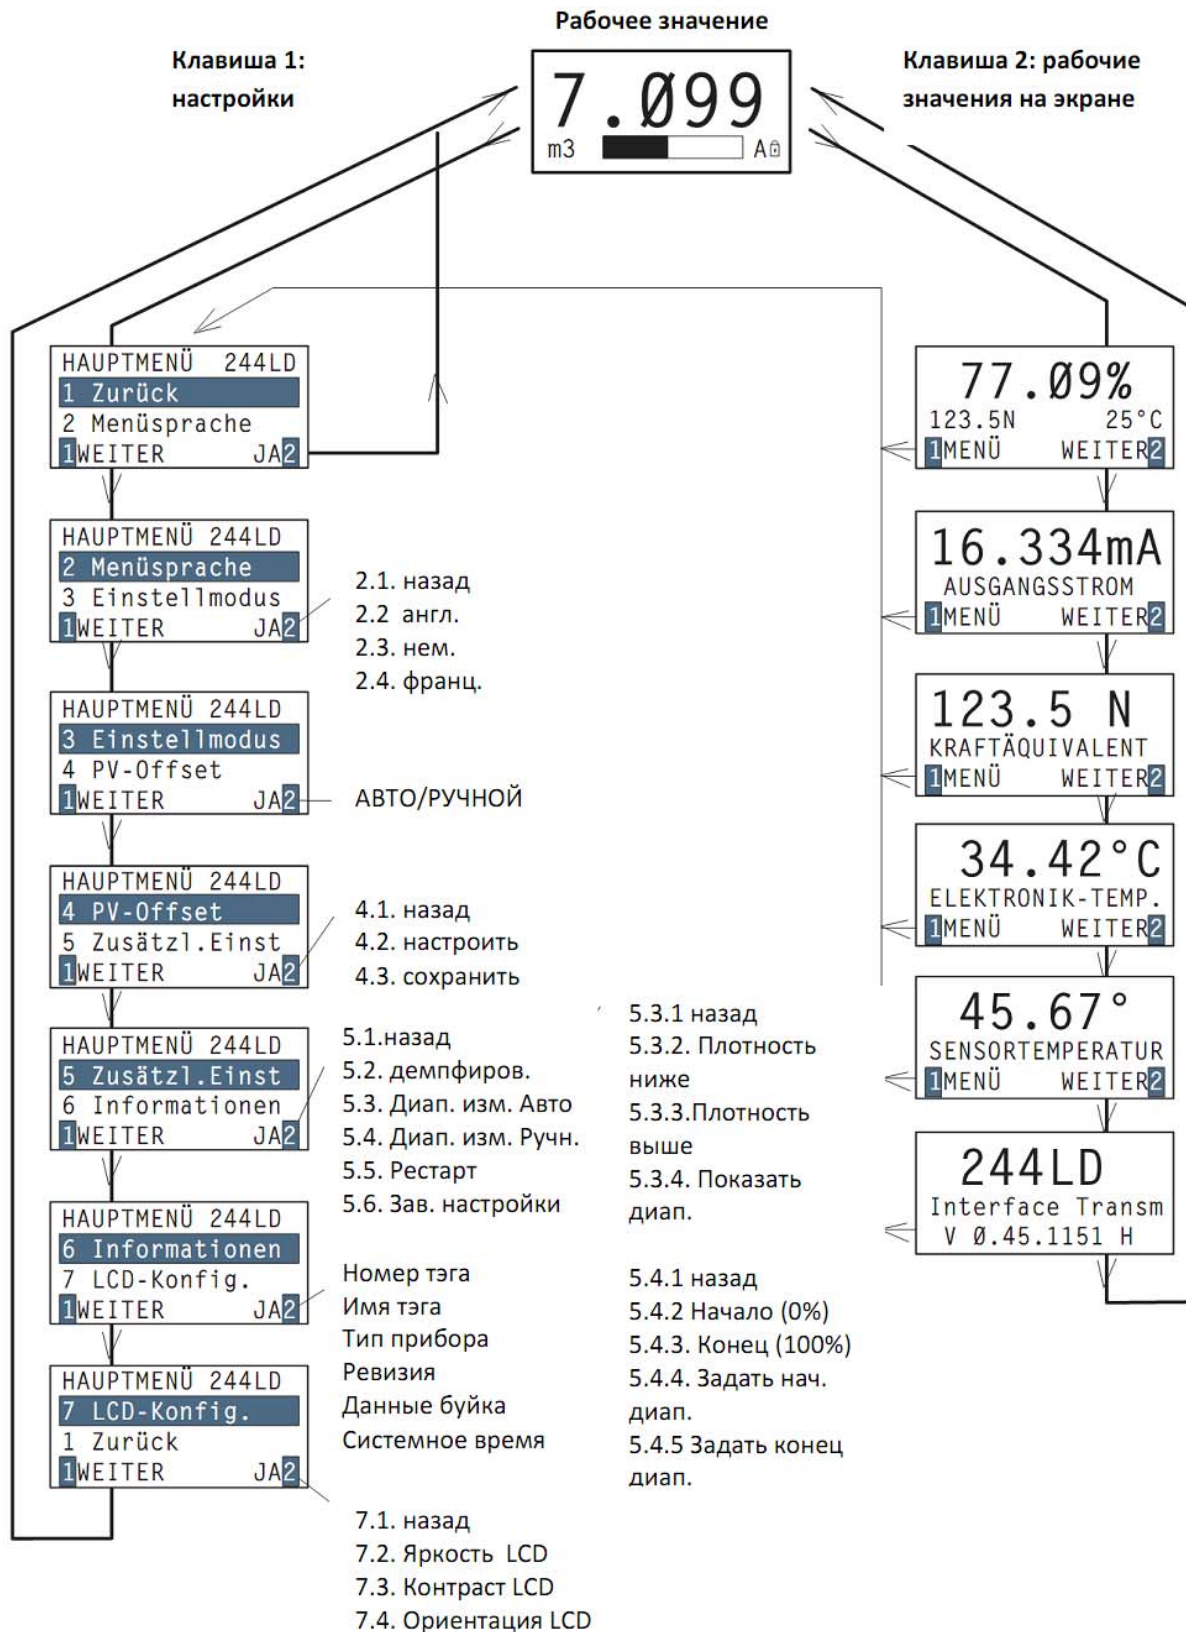 Рабочее значение
Клавиша 1:
настройки
7.Ø99
m3 A
Клавиша 2: рабочие
значения на экране
HAUPTMENÜ 244LD
1 Zurück
2 Menüsprache
1WEITER JA2
HAUPTMENÜ 244LD
2 Menüsprache
3 Einstellmodus
1WEITER JA2
2.1. назад
2.2 англ.
2.3. нем.
2.4. франц.
HAUPTMENÜ 244LD
3 Einstellmodus
4 PV-Offset
1WEITER JA2
АВТО/РУЧНОЙ
HAUPTMENÜ 244LD
4 PV-Offset
5 Zusätzl.Einst
1WEITER JA2
4.1. назад
4.2. настроить
4.3. сохранить
HAUPTMENÜ 244LD
5 Zusätzl.Einst
6 Informationen
1WEITER JA2
5.1.назад
5.2. демпфиров.
5.3. Диап. изм. Авто
5.4. Диап. изм. Ручн.
5.5. Рестарт
5.6. Зав. настройки
5.3.1 назад
5.3.2. Плотность
ниже
5.3.3.Плотность
выше
5.3.4. Показать
диап.
HAUPTMENÜ 244LD
6 Informationen
7 LCD-Konfig.
1WEITER JA2
Номер тэга
Имя тэга
Тип прибора
Ревизия
Данные буйка
Системное время
5.4.1 назад
5.4.2 Начало (0%)
5.4.3. Конец (100%)
5.4.4. Задать нач.
диап.
5.4.5 Задать конец
диап.
HAUPTMENÜ 244LD
7 LCD-Konfig.
1 Zurück
1WEITER JA2
7.1. назад
7.2. Яркость LCD
7.3. Контраст LCD
7.4. Ориентация LCD
77.Ø9%
123.5N 25°C
1MENÜ WEITER2
16.334mA
AUSGANGSSTROM
1MENÜ WEITER2
123.5 N
KRAFTÄQUIVALENT
1MENÜ WEITER2
34.42°C
ELEKTRONIK-TEMP.
1MENÜ WEITER2
45.67°
SENSORTEMPERATUR
1MENÜ WEITER2
244LD
Interface Transm
V Ø.45.1151 H